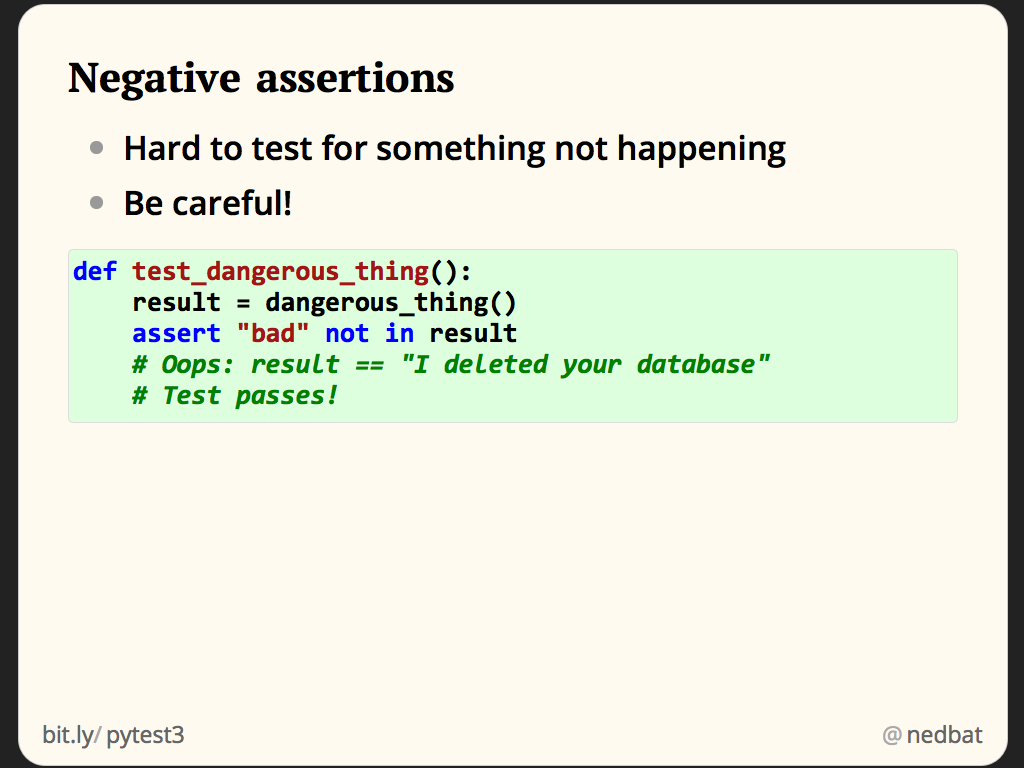 Negative assertions
Hard to test for something not happening
Be careful!
def test_dangerous_thing():
    result = dangerous_thing()
    assert "bad" not in result
    # Oops: result == "I deleted your database"
    # Test passes!
bit.ly/pytest3
@nedbat